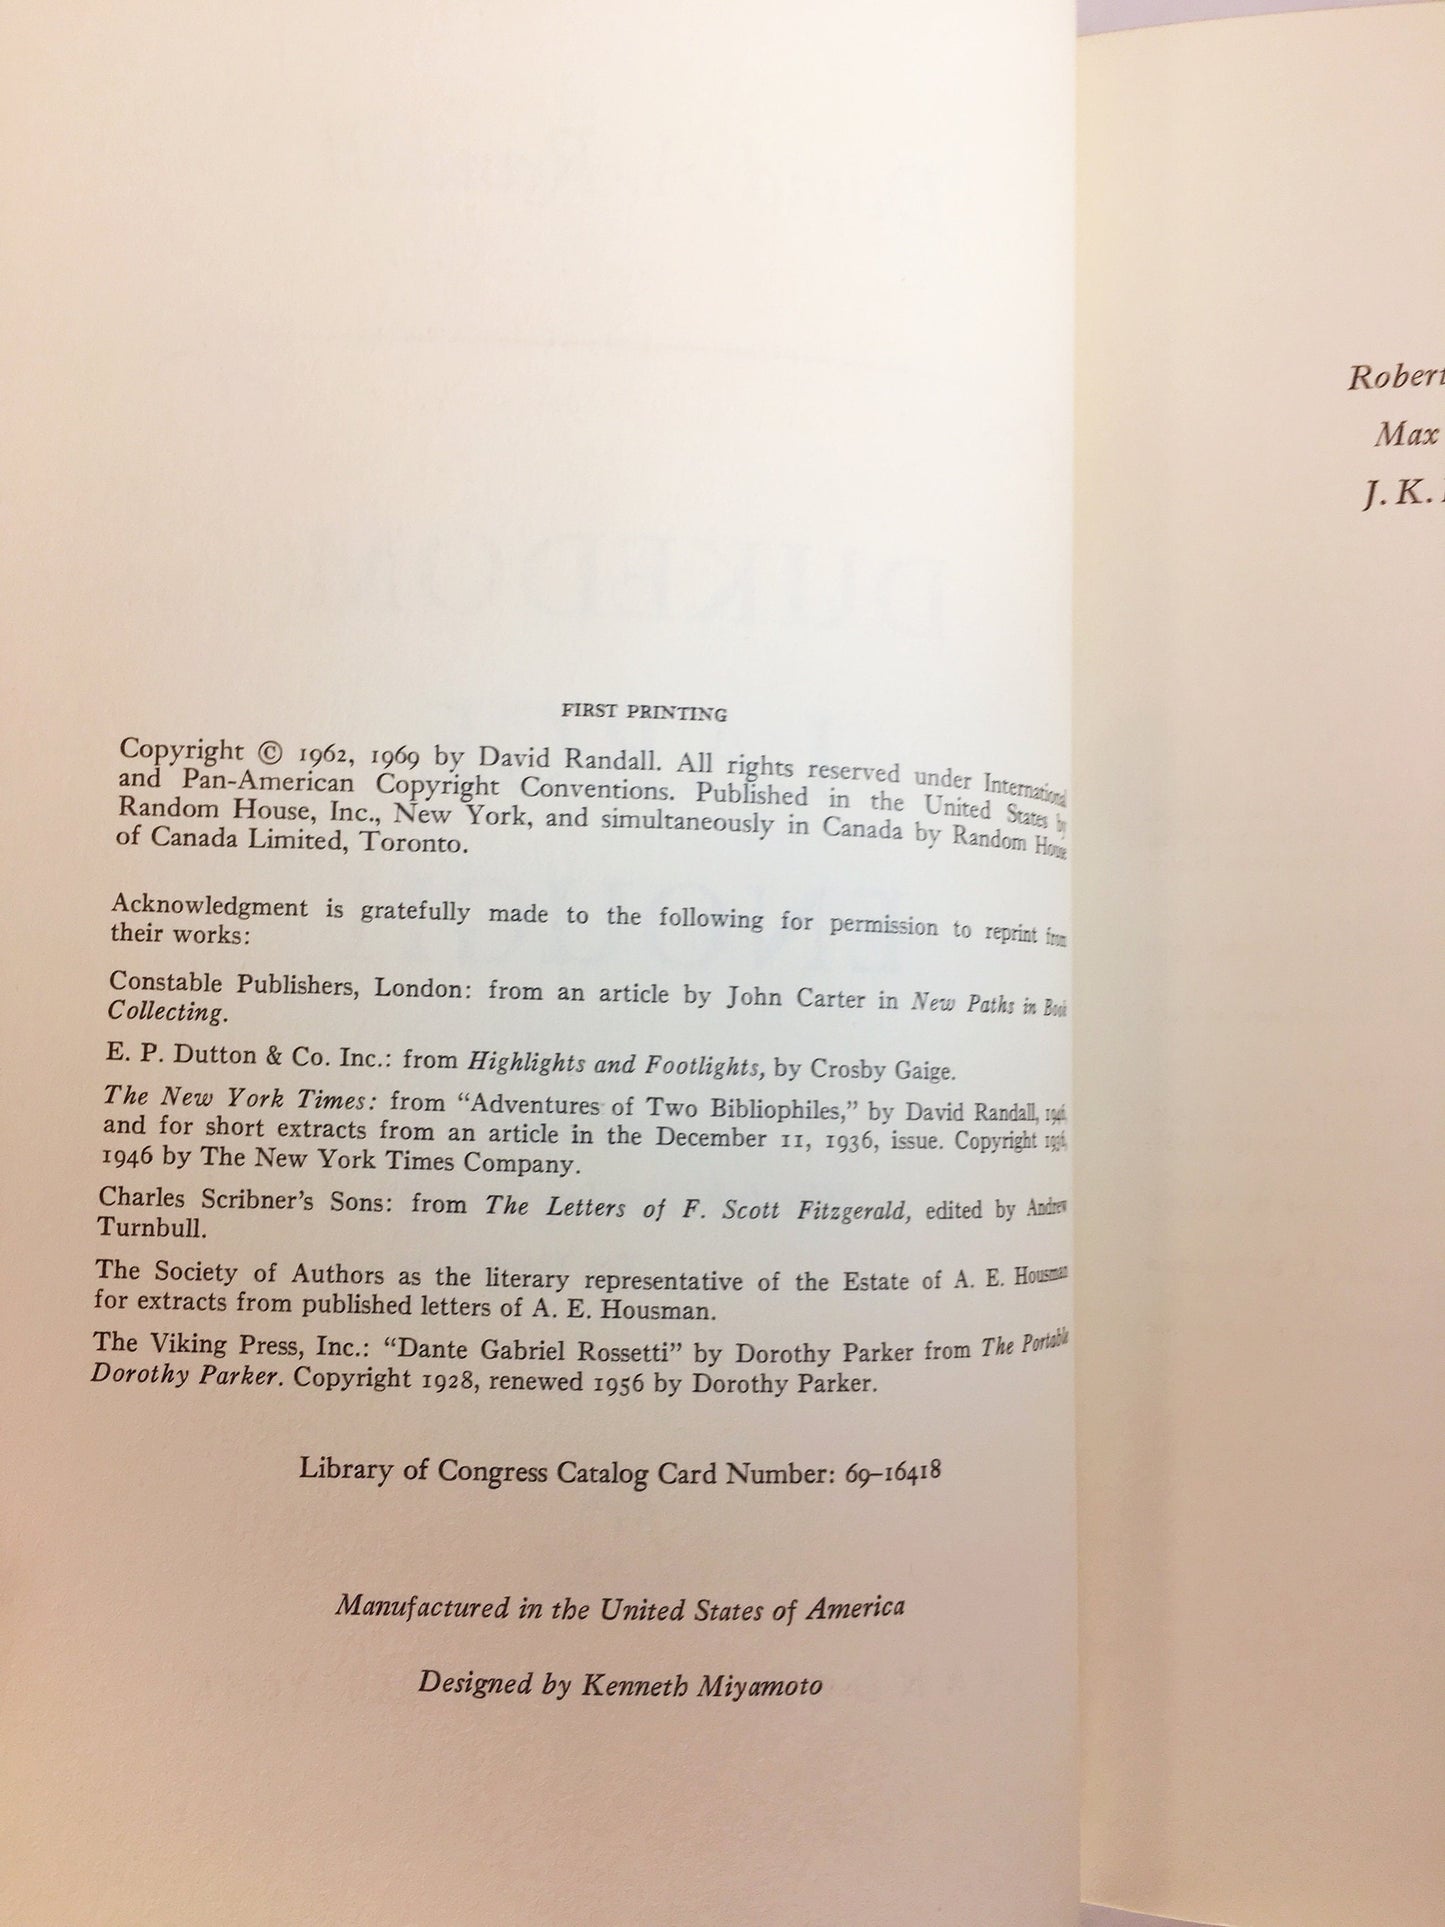 FIRST PRINTING
Copyright © 1962, 1969 by David Randall. All rights reserved under International
and Pan-American Copyright Conventions. Published in the United States by
Random House, Inc., New York, and simultaneously in Canada by Random House
of Canada Limited, Toronto.
Acknowledgment is gratefully made to the following for permission to reprint from
their works:
Constable Publishers, London: from an article by John Carter in New Paths in Book
Collecting.
E. P. Dutton & Co. Inc.: from Highlights and Footlights, by Crosby Gaige.
The New York Times: from “Adventures of Two Bibliophiles,” by David Randall, 1946,
and for short extracts from an article in the December 11, 1936, issue. Copyright 1936,
1946 by The New York Times Company.
Charles Scribner’s Sons: from The Letters of F. Scott Fitzgerald, edited by Andrew
Turnbull.
The Society of Authors as the literary representative of the Estate of A. E. Housman
for extracts from published letters of A. E. Housman.
The Viking Press, Inc.: “Dante Gabriel Rossetti” by Dorothy Parker from The Portable
Dorothy Parker. Copyright 1928, renewed 1956 by Dorothy Parker.
Library of Congress Catalog Card Number: 69–16418
Manufactured in the United States of America
Designed by Kenneth Miyamoto
Robert
Max
J. K.